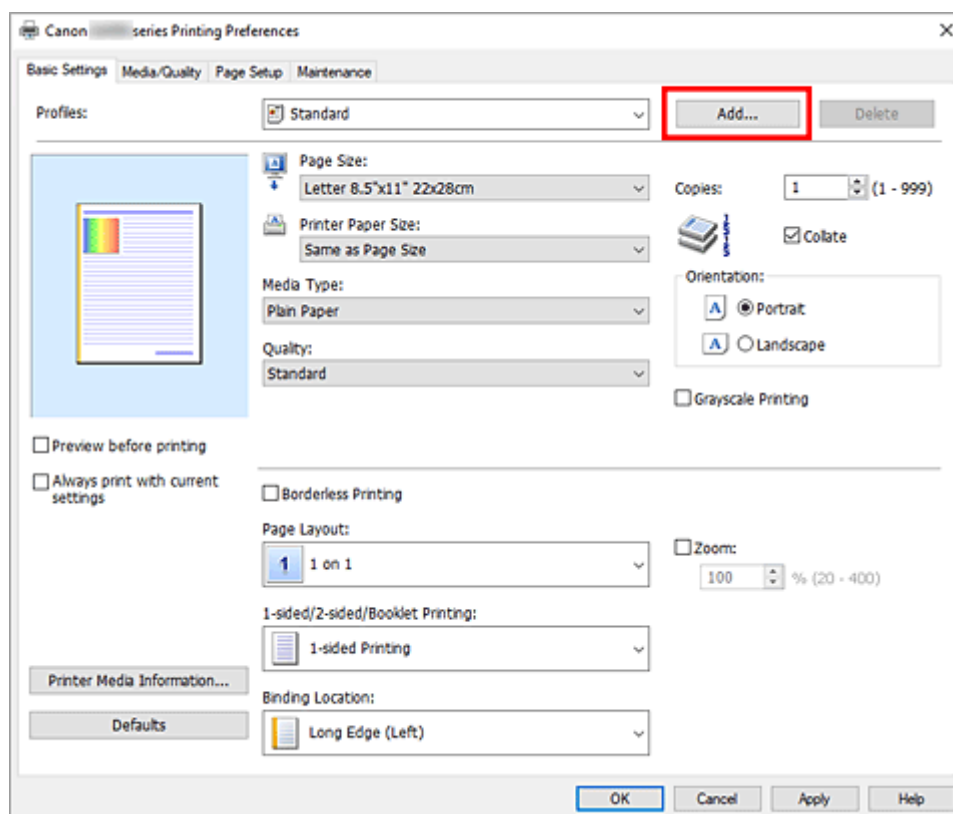 Canon series Printing Preferences
Basic Settings Media/Quality Page Setup Maintenance
Profiles: Standard Add... Delete
Page Size:
Letter 8.5"x11" 22x28cm
Copies: 1 (1 - 999)
Printer Paper Size:
Same as Page Size
Collate
Media Type:
Plain Paper
Orientation:
A Portrait
A Landscape
Quality:
Standard
Grayscale Printing
Preview before printing
Always print with current
settings
Borderless Printing
Page Layout:
1 1 on 1
Zoom:
100 % (20 - 400)
1-sided/2-sided/Booklet Printing:
1-sided Printing
Printer Media Information...
Defaults
Binding Location:
Long Edge (Left)
OK Cancel Apply Help